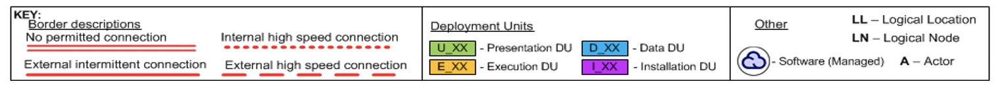 KEY:
Border descriptions
No permitted connection
Internal high speed connection
External intermittent connection
External high speed connection
Deployment Units
U_XX - Presentation DU
D_XX - Data DU
E_XX - Execution DU
I_XX - Installation DU
Other
LL – Logical Location
LN – Logical Node
- Software (Managed)
A – Actor